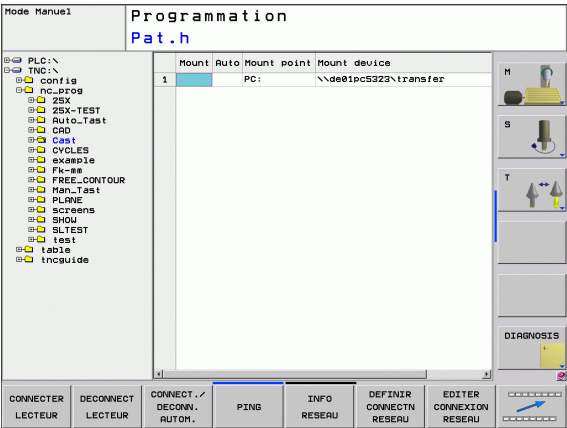 Mode Manuel
Programmation
Pat.h
PLC:\
TNC:\
config
nc_prog
25X
25X-TEST
Auto_Tast
CAD
Cast
CYCLES
example
Fk-mm
FREE_CONTOUR
Man_Tast
PLANE
screens
SHOW
SLTEST
test
table
tncguide
Mount Auto Mount point Mount device
1 PC: \\de01pc5323\transfer
M
S
T
DIAGNOSIS
CONNECTER LECTEUR
DECONNECT LECTEUR
CONNECT./ DECONN. AUTOM.
PING
INFO RESEAU
DEFINIR CONNECTN RESEAU
EDITER CONNEXION RESEAU